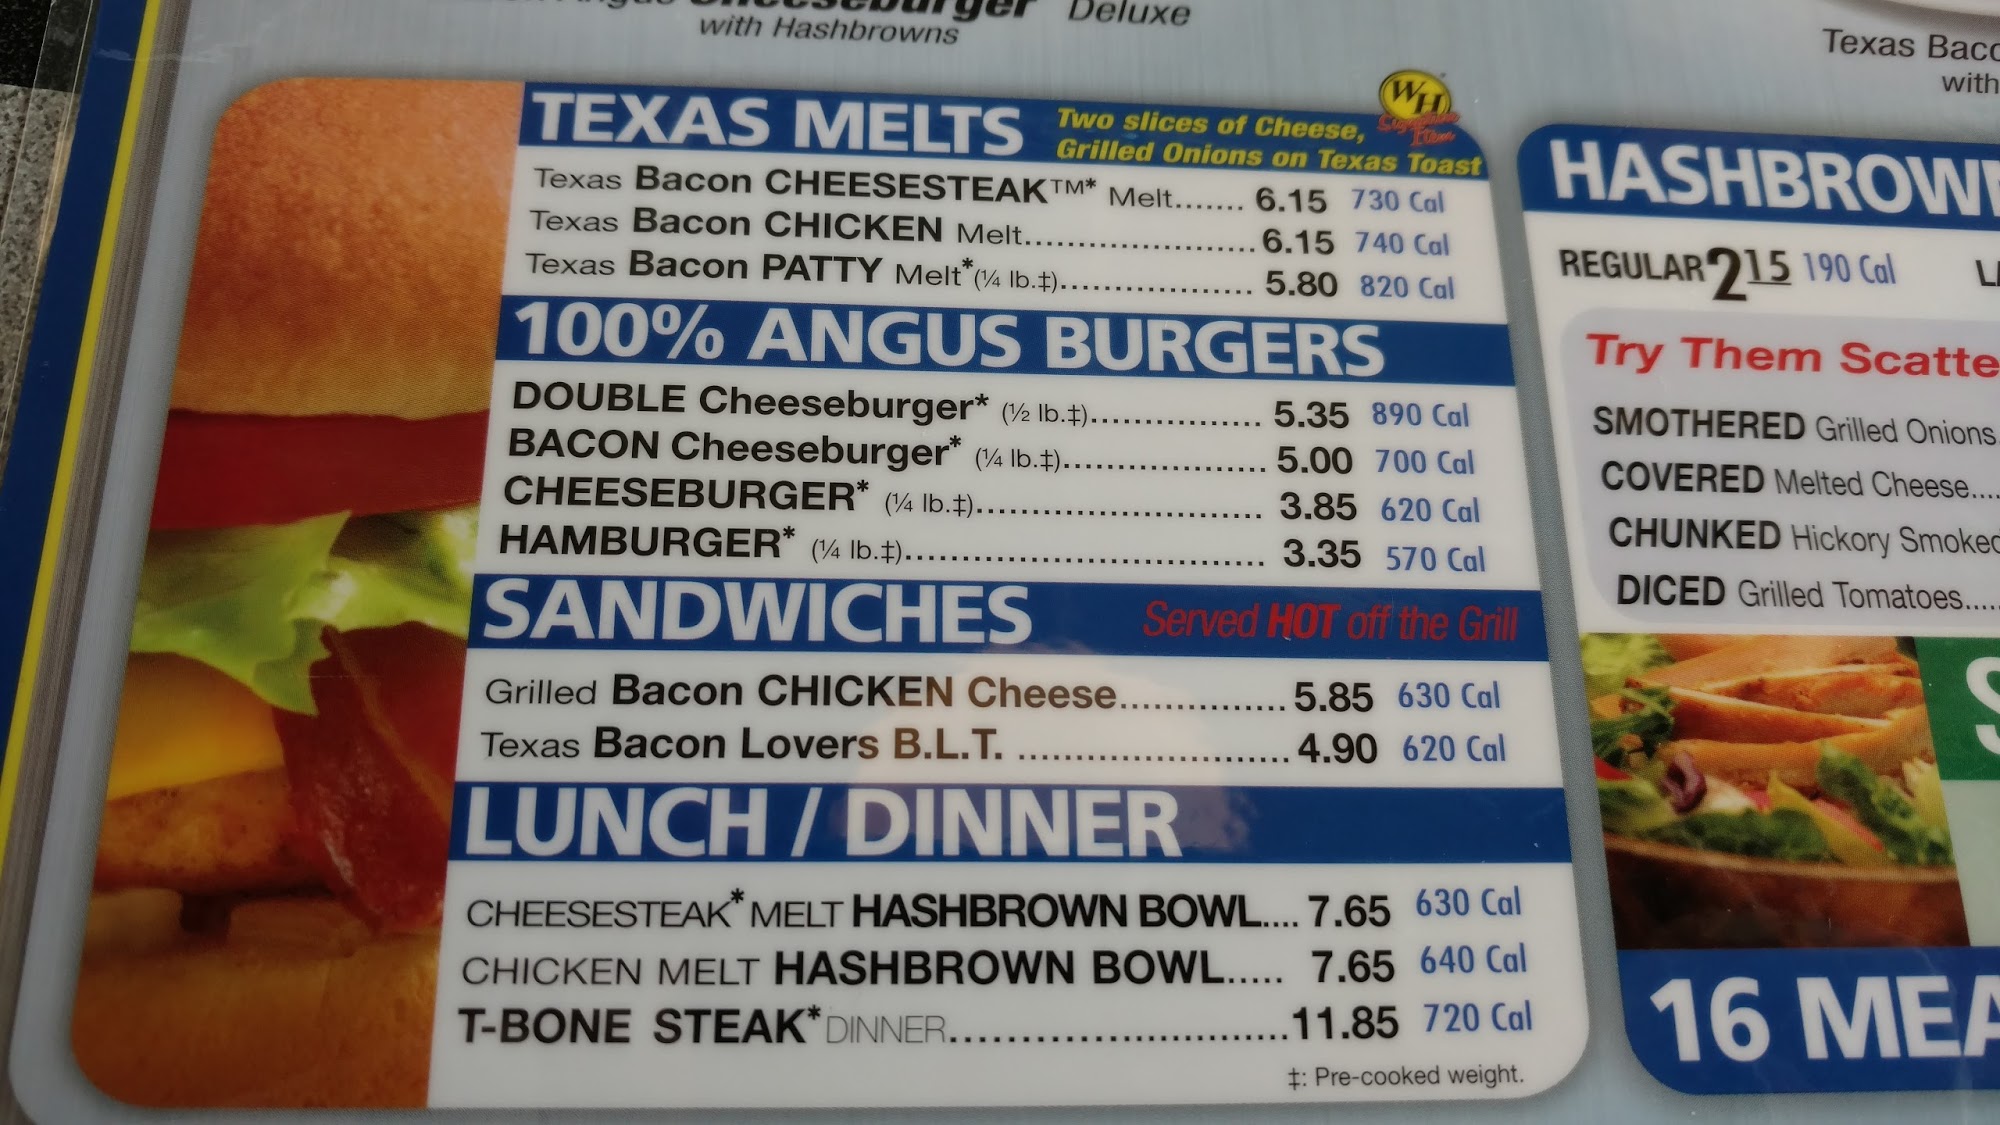 Cheeseburger Deluxe
with Hashbrowns
Texas
with
TEXAS MELTS
Two slices of Cheese,
Grilled Onions on Texas Toast
WH
Signature
Item
Texas Bacon CHEESESTEAK™* Melt....... 6.15 730 Cal
Texas Bacon CHICKEN Melt..................... 6.15 740 Cal
Texas Bacon PATTY Melt*(¼ lb.‡).................. 5.80 820 Cal
100% ANGUS BURGERS
DOUBLE Cheeseburger* (½ lb.‡)................ 5.35 890 Cal
BACON Cheeseburger* (¼ lb.‡)................... 5.00 700 Cal
CHEESEBURGER* (¼ lb.‡).......................... 3.85 620 Cal
HAMBURGER* (¼ lb.‡)................................ 3.35 570 Cal
SANDWICHES
Served HOT off the Grill
Grilled Bacon CHICKEN Cheese............... 5.85 630 Cal
Texas Bacon Lovers B.L.T. ........................ 4.90 620 Cal
LUNCH / DINNER
CHEESESTEAK* MELT HASHBROWN BOWL.... 7.65 630 Cal
CHICKEN MELT HASHBROWN BOWL..... 7.65 640 Cal
T-BONE STEAK* DINNER........................ 11.85 720 Cal
‡: Pre-cooked weight.
REGULAR 2.15 190 Cal
Try Them
SMOTHERED Grilled Onions.
COVERED Melted Cheese....
CHUNKED Hickory Smoked
DICED Grilled Tomatoes.....
16